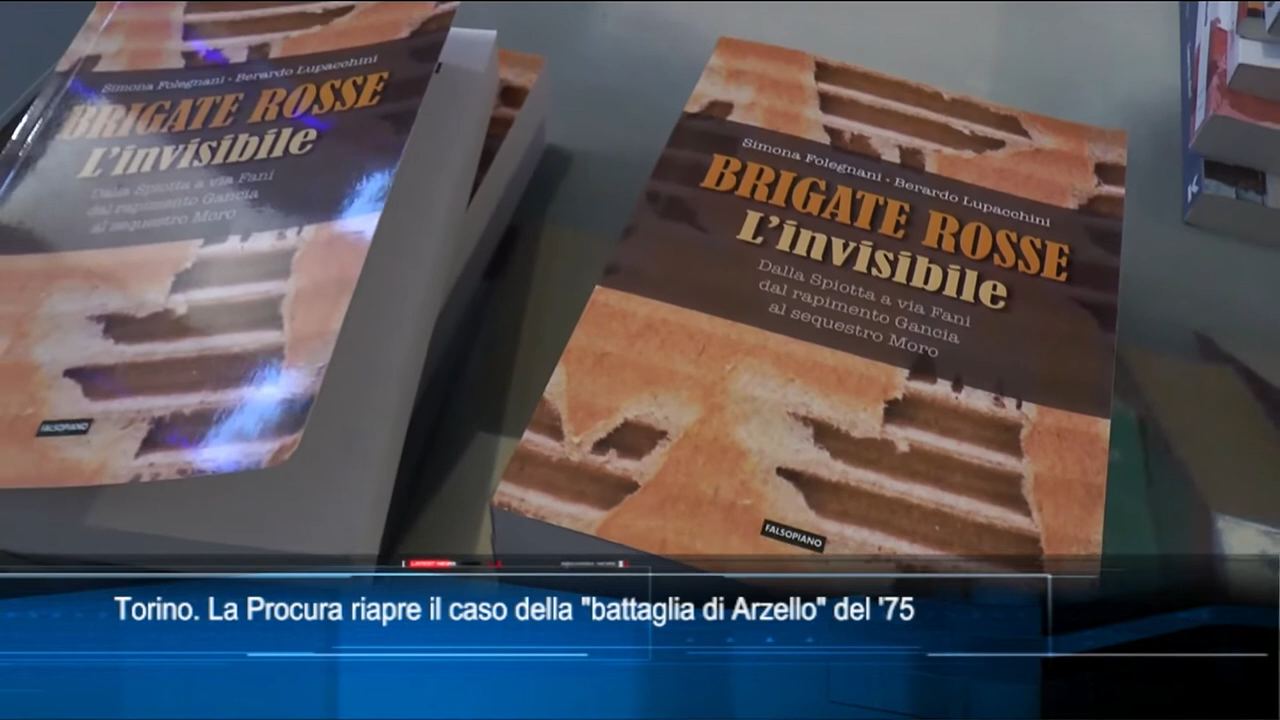 Simona Folegnani - Berardo Lupacchini
BRIGATE ROSSE
L'invisibile
Dalla Spiotta a via Fani
dal rapimento Gancia
al sequestro Moro
FALSOPIANO
Simona Folegnani - Berardo Lupacchini
BRIGATE ROSSE
L'invisibile
Dalla Spiotta a via Fani
dal rapimento Gancia
al sequestro Moro
FALSOPIANO
LATEST NEWS
Torino. La Procura riapre il caso della "battaglia di Arzello" del '75